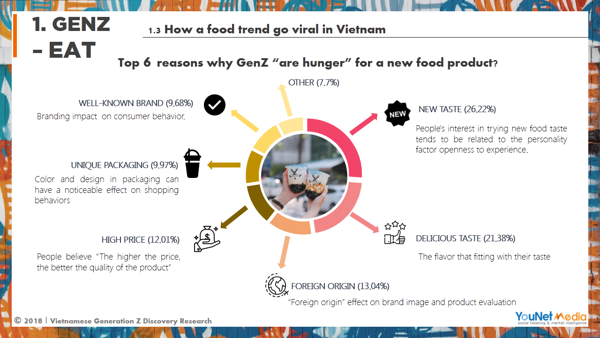 1. GENZ
– EAT
1.3 How a food trend go viral in Vietnam
Top 6 reasons why GenZ “are hunger” for a new food product?
OTHER (7,7%)
WELL-KNOWN BRAND (9,68%)
Branding impact on consumer behavior.
NEW
NEW TASTE (26,22%)
People's interest in trying new food taste
tends to be related to the personality
factor openness to experience.
UNIQUE PACKAGING (9,97%)
Color and design in packaging can
have a noticeable effect on shopping
behaviors
HIGH PRICE (12,01%)
People believe “The higher the price,
the better the quality of the product”
DELICIOUS TASTE (21,38%)
The flavor that fitting with their taste
FOREIGN ORIGIN (13,04%)
“Foreign origin” effect on brand image and product evaluation
© 2018 | Vietnamese Generation Z Discovery Research
YouNet Media
social listening & market intelligence